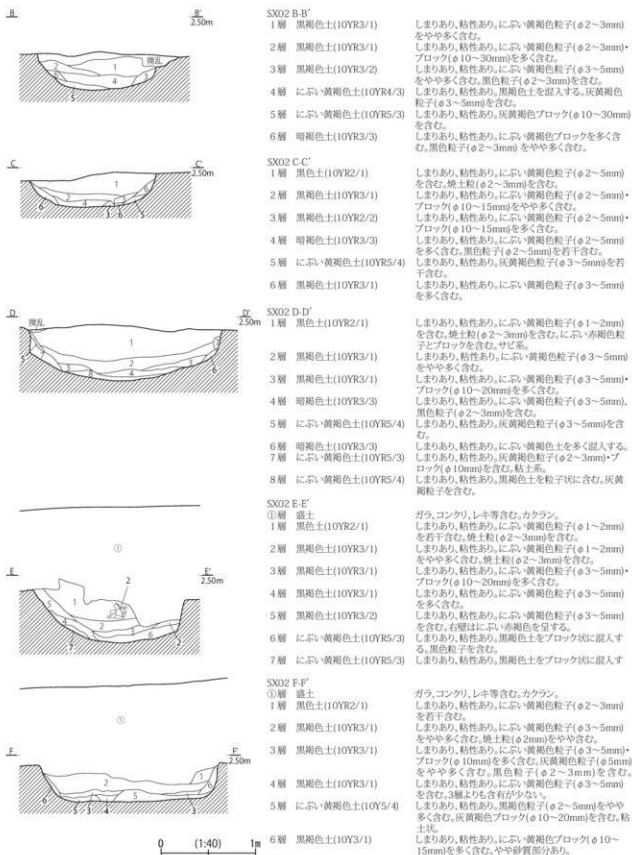 SX02 B-B'
1層 黒褐色土(10YR3/1) しまりあり、粘性あり。にぶい黄褐色粒子(φ2～3mm)
をやや多く含む。
2層 黒褐色土(10YR3/1) しまりあり、粘性あり。にぶい黄褐色粒子(φ2～3mm)・
ブロック(φ10～30mm)を多く含む。
3層 黒褐色土(10YR3/2) しまりあり、粘性あり。にぶい黄褐色粒子(φ3～5mm)
をやや多く含む。黒色粒子(φ2～3mm)を含む。
4層 にぶい黄褐色土(10YR4/3) しまりあり、粘性あり。黒褐色土を混入する。灰黄褐色
粒子(φ3～5mm)を含む。
5層 にぶい黄褐色土(10YR5/3) しまりあり、粘性あり。灰黄褐色ブロック(φ10～30mm)
を含む。
6層 暗褐色土(10YR3/3) しまりあり、粘性あり。にぶい黄褐色ブロックを多く含
む。黒色粒子(φ2～3mm)をやや多く含む。
SX02 C-C'
1層 黒色土(10YR2/1) しまりあり、粘性あり。にぶい黄褐色粒子(φ2～5mm)
を含む。焼土粒(φ2～3mm)を含む。
2層 黒褐色土(10YR3/1) しまりあり、粘性あり。にぶい黄褐色粒子(φ2～5mm)・
ブロック(φ10～15mm)をやや多く含む。
3層 黒褐色土(10YR2/2) しまりあり、粘性あり。にぶい黄褐色粒子(φ2～5mm)・
ブロック(φ10～15mm)を多く含む。
4層 暗褐色土(10YR3/3) しまりあり、粘性あり。にぶい黄褐色粒子(φ2～5mm)
を多く含む。黒色粒子(φ2～5mm)を若干含む。
5層 にぶい黄褐色土(10YR5/4) しまりあり、粘性あり。灰黄褐色粒子(φ3～5mm)を若
干含む。
6層 黒褐色土(10YR3/1) しまりあり、粘性あり。にぶい黄褐色粒子(φ3～5mm)
を多く含む。
SX02 D-D'
1層 黒色土(10YR2/1) しまりあり、粘性あり。にぶい黄褐色粒子(φ1～2mm)
を含む。焼土粒(φ2～3mm)を含む。にぶい赤褐色粒
子とブロックを含む。サビ系。
2層 黒褐色土(10YR3/1) しまりあり、粘性あり。にぶい黄褐色粒子(φ3～5mm)
をやや多く含む。
3層 黒褐色土(10YR3/1) しまりあり、粘性あり。にぶい黄褐色粒子(φ3～5mm)・
ブロック(φ10～20mm)を多く含む。
4層 暗褐色土(10YR3/3) しまりあり、粘性あり。にぶい黄褐色粒子(φ3～5mm)、
黒色粒子(φ2～3mm)を含む。
5層 にぶい黄褐色土(10YR5/4) しまりあり、粘性あり。灰黄褐色粒子(φ3～5mm)を含
む。
6層 暗褐色土(10YR3/3) しまりあり、粘性あり。にぶい黄褐色土を多く混入する。
7層 にぶい黄褐色土(10YR5/3) しまりあり、粘性あり。灰黄褐色粒子(φ2～3mm)・ブ
ロック(φ10mm)を含む。粘土系。
8層 にぶい黄褐色土(10YR5/4) しまりあり、粘性あり。黒褐色土を粒子状に含む。灰黄
褐粒子を含む。
SX02 E-E'
①層 盛土 ガラ、コンクリ、レキ等含む。カクラン。
1層 黒色土(10YR2/1) しまりあり、粘性あり。にぶい黄褐色粒子(φ1～2mm)
を若干含む。焼土粒(φ2～3mm)を含む。
2層 黒褐色土(10YR3/1) しまりあり、粘性あり。にぶい黄褐色粒子(φ1～2mm)
をやや多く含む。焼土粒(φ2～3mm)を含む。
3層 黒褐色土(10YR3/1) しまりあり、粘性あり。にぶい黄褐色粒子(φ3～5mm)・
ブロック(φ10～20mm)を多く含む。
4層 黒褐色土(10YR3/1) しまりあり、粘性あり。にぶい黄褐色粒子(φ3～5mm)
を多く含む。
5層 黒褐色土(10YR3/2) しまりあり、粘性あり。にぶい黄褐色粒子(φ3～5mm)
を含む。右壁はにぶい赤褐色を呈する。
6層 にぶい黄褐色土(10YR5/3) しまりあり、粘性あり。黒褐色土をブロック状に混入す
る。黒色粒子を含む。
7層 にぶい黄褐色土(10YR5/3) しまりあり、粘性あり。黒褐色土をブロック状に混入す
SX02 F-F'
①層 盛土 ガラ、コンクリ、レキ等含む。カクラン。
1層 黒色土(10YR2/1) しまりあり、粘性あり。にぶい黄褐色粒子(φ2～3mm)
を若干含む。
2層 黒褐色土(10YR3/1) しまりあり、粘性あり。にぶい黄褐色粒子(φ3～5mm)
をやや多く含む。焼土粒(φ2mm)をやや含む。
3層 黒褐色土(10YR3/1) しまりあり、粘性あり。にぶい黄褐色粒子(φ3～5mm)・
ブロック(φ10mm)を多く含む。灰黄褐色粒子(φ5mm)
をやや多く含む。黒色粒子(φ2～3mm)を含む。
4層 黒褐色土(10YR3/1) しまりあり、粘性あり。にぶい黄褐色粒子(φ3～5mm)
を含む。3層よりも含有が少ない。
5層 にぶい黄褐色土(10Y5/4) しまりあり、粘性あり。黒褐色粒子(φ2～5mm)をやや
多く含む。灰黄褐色ブロック(φ10～20mm)を含む。粘
土状。
6層 黒褐色土(10Y3/1) しまりあり、粘性あり。にぶい黄褐色ブロック(φ10～
15mm)を多く含む。やや砂質部分あり。
B B'
2.50m
撹乱
C C'
2.50m
D D'
撹乱 2.50m
①
E E'
2.50m
①
F F'
2.50m
0 (1:40) 1m